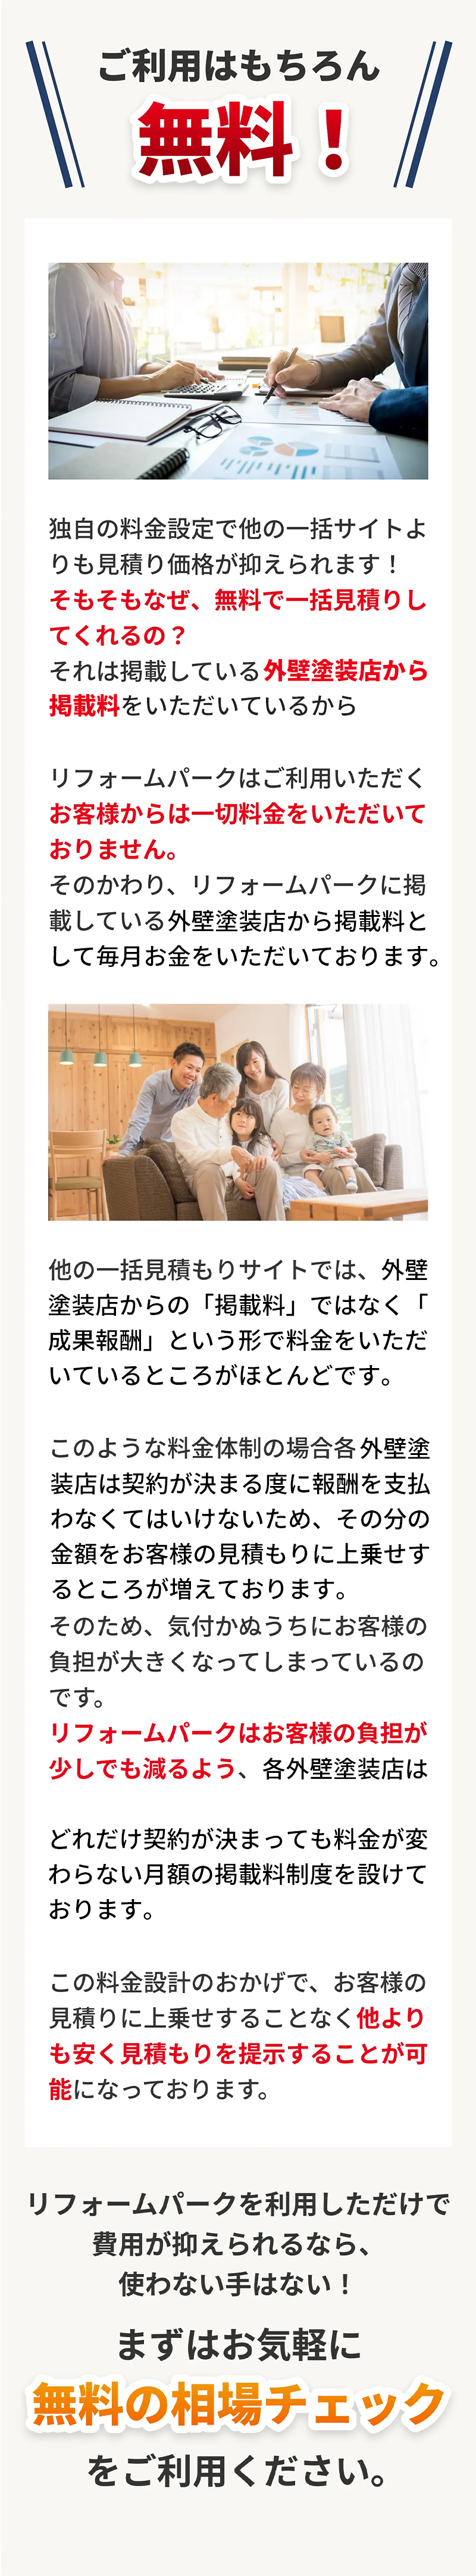 ご利用はもちろん
無料！
独自の料金設定で他の一括サイトよ
りも見積り価格が抑えられます！
そもそもなぜ、無料で一括見積りし
てくれるの？
それは掲載している外壁塗装店から
掲載料をいただいているから
リフォームパークはご利用いただく
お客様からは一切料金をいただいて
おりません。
そのかわり、リフォームパークに掲
載している外壁塗装店から掲載料と
して毎月お金をいただいております。
他の一括見積もりサイトでは、外壁
塗装店からの「掲載料」ではなく「
成果報酬」という形で料金をいただ
いているところがほとんどです。
このような料金体制の場合各外壁塗
装店は契約が決まる度に報酬を支払
わなくてはいけないため、その分の
金額をお客様の見積もりに上乗せす
るところが増えております。
そのため、気付かぬうちにお客様の
負担が大きくなってしまっているの
です。
リフォームパークはお客様の負担が
少しでも減るよう、各外壁塗装店は
どれだけ契約が決まっても料金が変
わらない月額の掲載料制度を設けて
おります。
この料金設計のおかげで、お客様の
見積りに上乗せすることなく他より
も安く見積もりを提示することが可
能になっております。
リフォームパークを利用しただけで
費用が抑えられるなら、
使わない手はない！
まずはお気軽に
無料の相場チェック
をご利用ください。